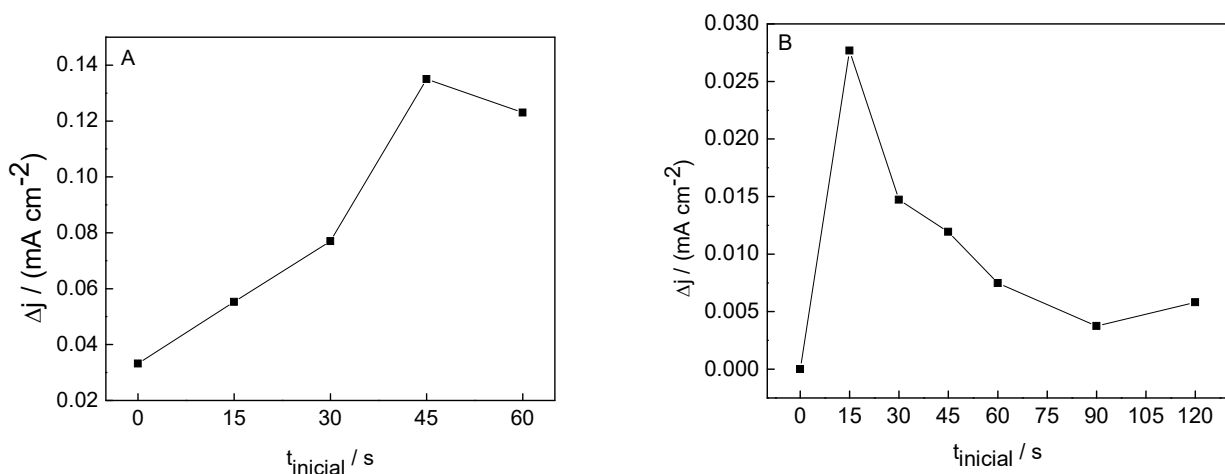 A
0.14
0.12
0.10
0.08
0.06
0.04
0.02
0 15 30 45 60
Δj / (mA cm-2)
tinicial / s
B
0.030
0.025
0.020
0.015
0.010
0.005
0.000
0 15 30 45 60 75 90 105 120
Δj / (mA cm-2)
tinicial / s